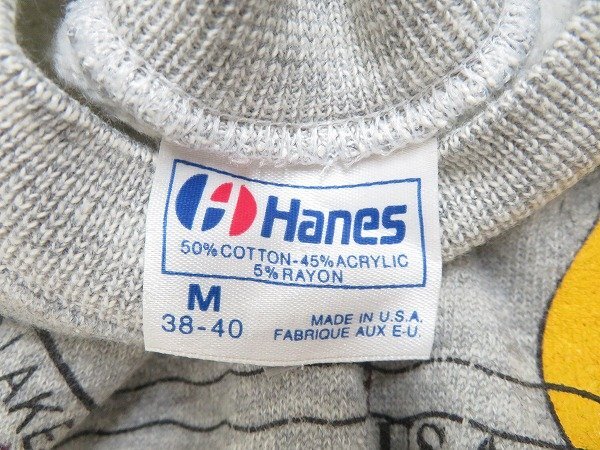 Hanes
50% COTTON-45% ACRYLIC
5% RAYON
M
38-40
MADE IN U.S.A.
FABRIQUE AUX E-U.